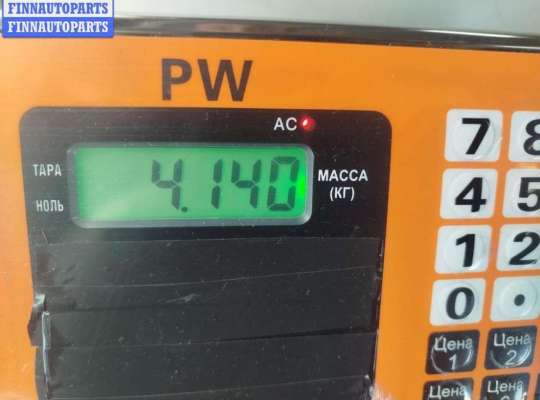 FINNAUTOPARTS
FINNAUTOPARTS
PW
AC
7 8
ТАРА
4.140
МАССА
(КГ)
НОЛЬ
4 5
1 2
0 •
Цена
1
Цена
2
Цена